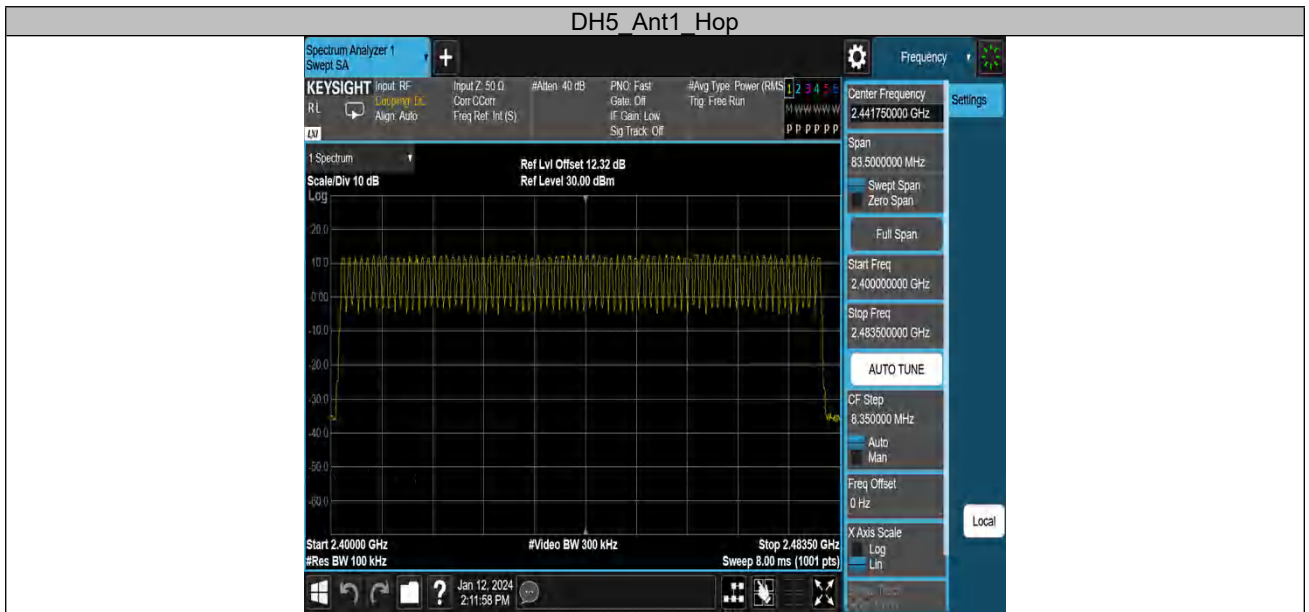 DH5_Ant1_Hop
Spectrum Analyzer 1
Swept SA
+
Frequency
KEYSIGHT
RL
LXI
Input: RF
Coupling: DC
Align: Auto
Input Z: 50 Ω
Corr CCorr
Freq Ref: Int (S)
#Atten: 40 dB
PNO: Fast
Gate: Off
IF Gain: Low
Sig Track: Off
#Avg Type: Power (RMS
Trig: Free Run
1 2 3 4 5 6
M W W W W W
P P P P P P
Center Frequency
2.441750000 GHz
Settings
Span
83.5000000 MHz
Swept Span
Zero Span
Full Span
Start Freq
2.400000000 GHz
Stop Freq
2.483500000 GHz
AUTO TUNE
CF Step
8.350000 MHz
Auto
Man
Freq Offset
0 Hz
X Axis Scale
Log
Lin
Local
1 Spectrum
Scale/Div 10 dB
Ref Lvl Offset 12.32 dB
Ref Level 30.00 dBm
Log
20.0
10.0
0.00
-10.0
-20.0
-30.0
-40.0
-50.0
-60.0
Start 2.40000 GHz
#Video BW 300 kHz
Stop 2.48350 GHz
#Res BW 100 kHz
Sweep 8.00 ms (1001 pts)
?
Jan 12, 2024
2:11:58 PM